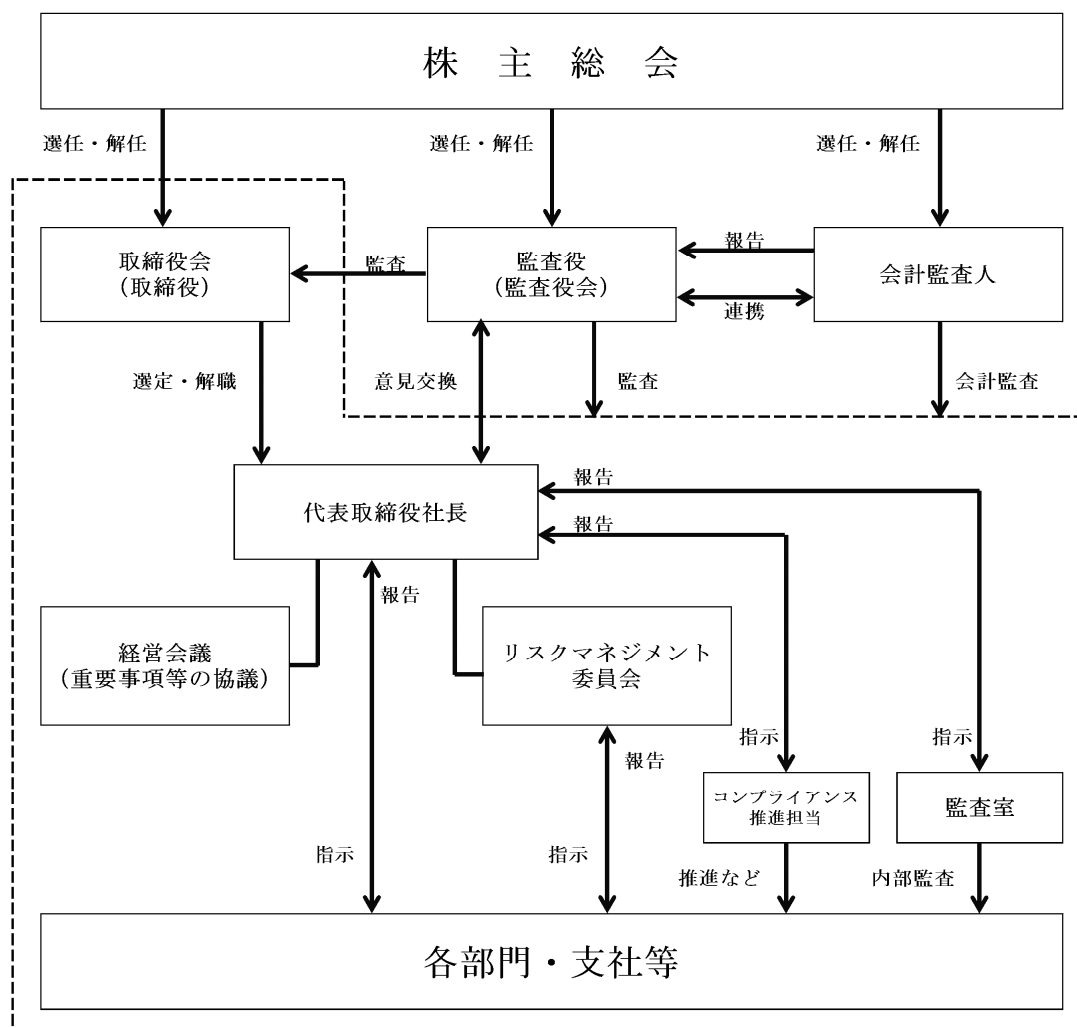 株 主 総 会
選任・解任
選任・解任
選任・解任
取締役会
(取締役)
監査
監査役
(監査役会)
報告
連携
会計監査人
選定・解職
意見交換
監査
会計監査
代表取締役社長
報告
報告
報告
経営会議
(重要事項等の協議)
リスクマネジメント
委員会
報告
指示
指示
コンプライアンス
推進担当
監査室
指示
指示
推進など
内部監査
各部門・支社等